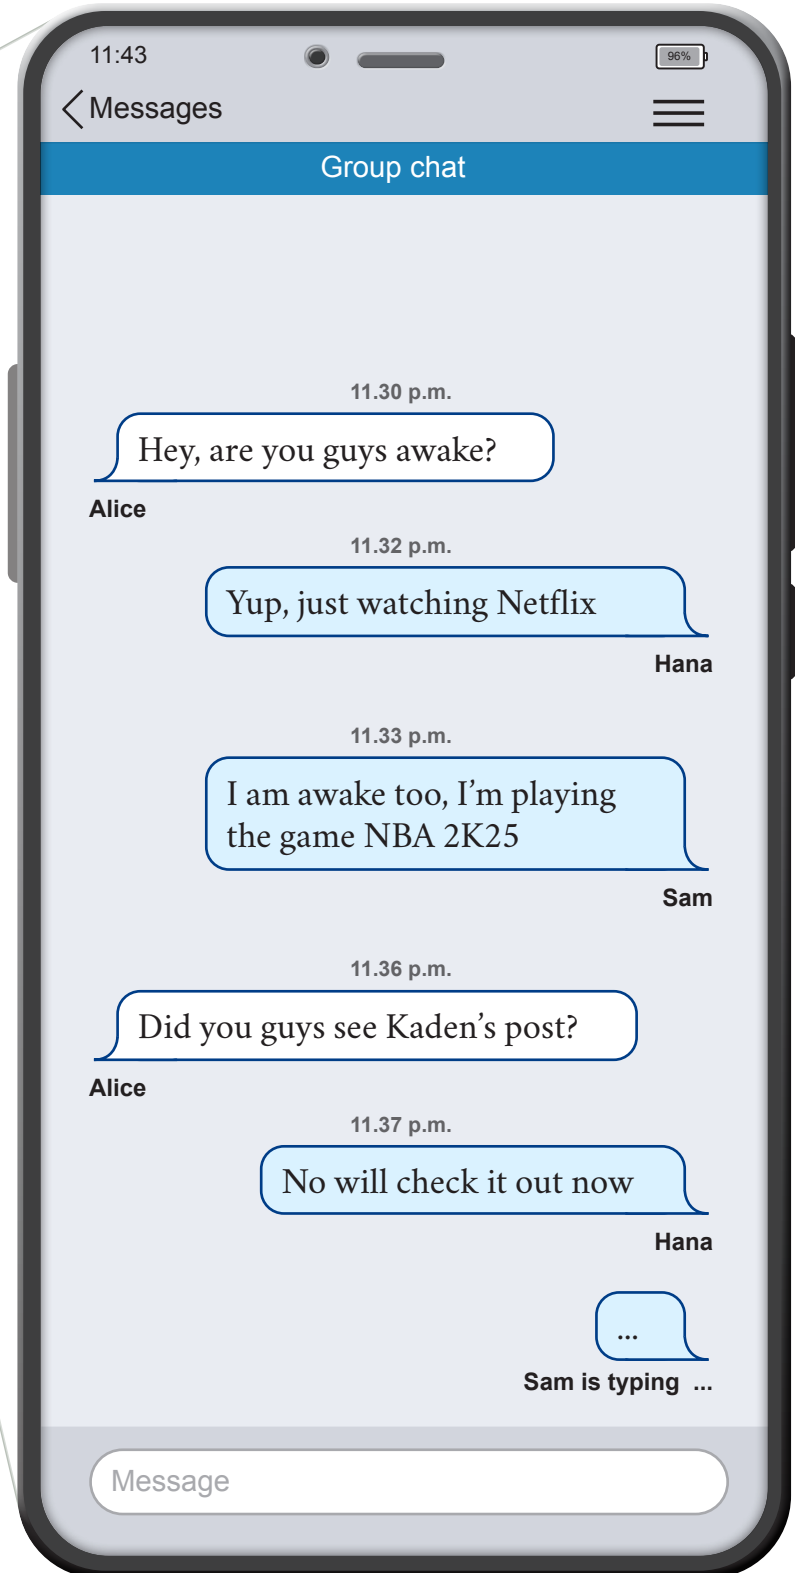 11:43
96%
Messages
Group chat
11.30 p.m.
Hey, are you guys awake?
Alice
11.32 p.m.
Yup, just watching Netflix
Hana
11.33 p.m.
I am awake too, I’m playing
the game NBA 2K25
Sam
11.36 p.m.
Did you guys see Kaden’s post?
Alice
11.37 p.m.
No will check it out now
Hana
...
Sam is typing ...
Message